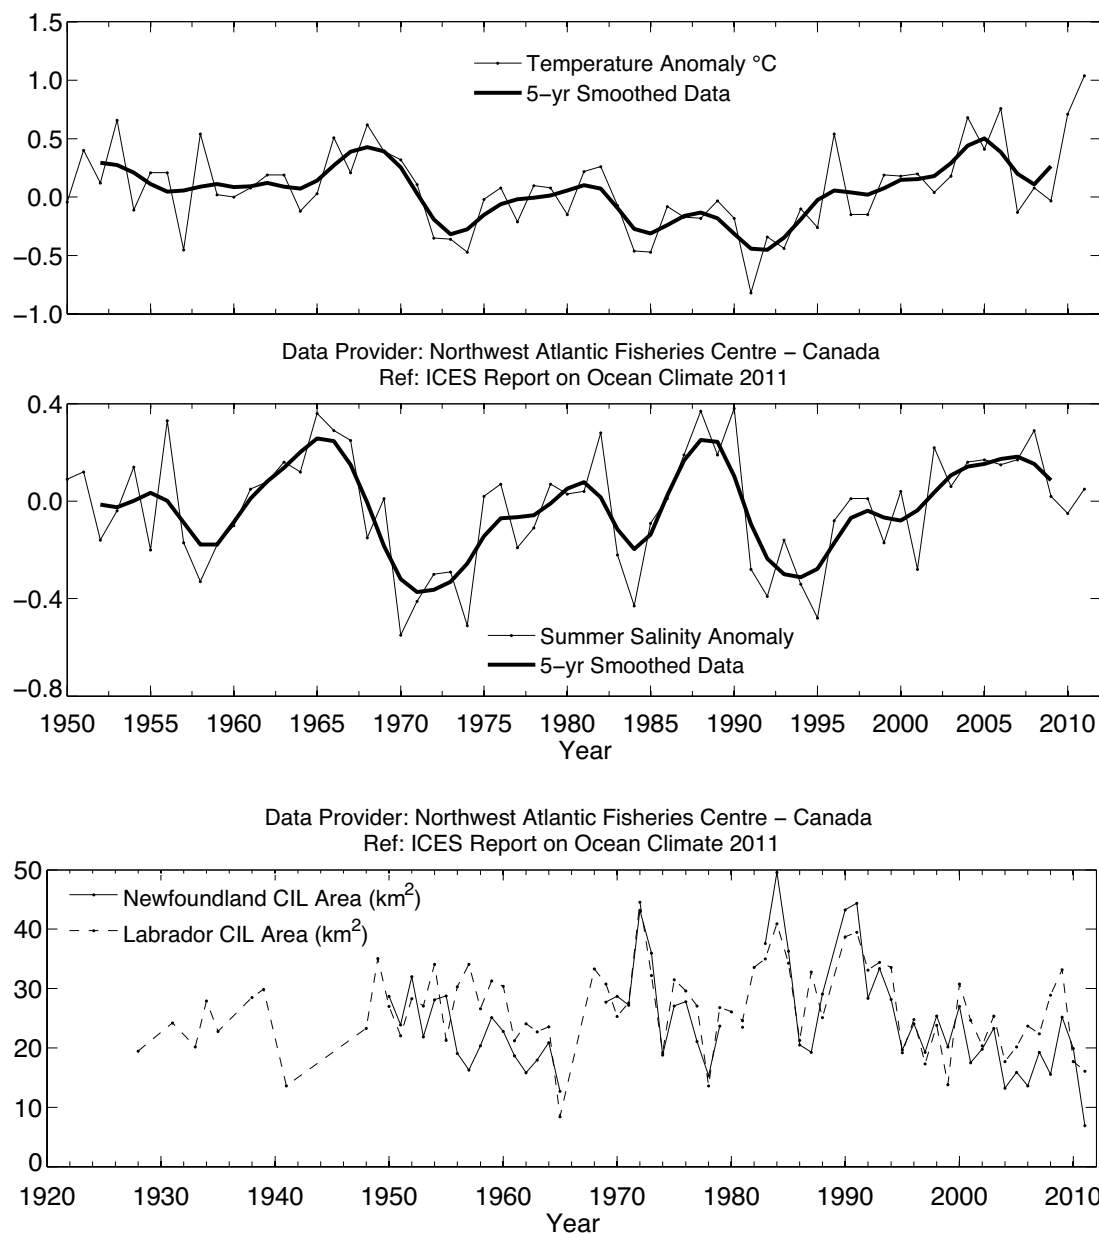 1.5
1.0
0.5
0.0
−0.5
−1.0
Temperature Anomaly °C
5−yr Smoothed Data
Data Provider: Northwest Atlantic Fisheries Centre − Canada
Ref: ICES Report on Ocean Climate 2011
0.4
0.0
−0.4
−0.8
Summer Salinity Anomaly
5−yr Smoothed Data
1950 1955 1960 1965 1970 1975 1980 1985 1990 1995 2000 2005 2010
Year
Data Provider: Northwest Atlantic Fisheries Centre − Canada
Ref: ICES Report on Ocean Climate 2011
50
40
30
20
10
0
Newfoundland CIL Area (km²)
Labrador CIL Area (km²)
1920 1930 1940 1950 1960 1970 1980 1990 2000 2010
Year